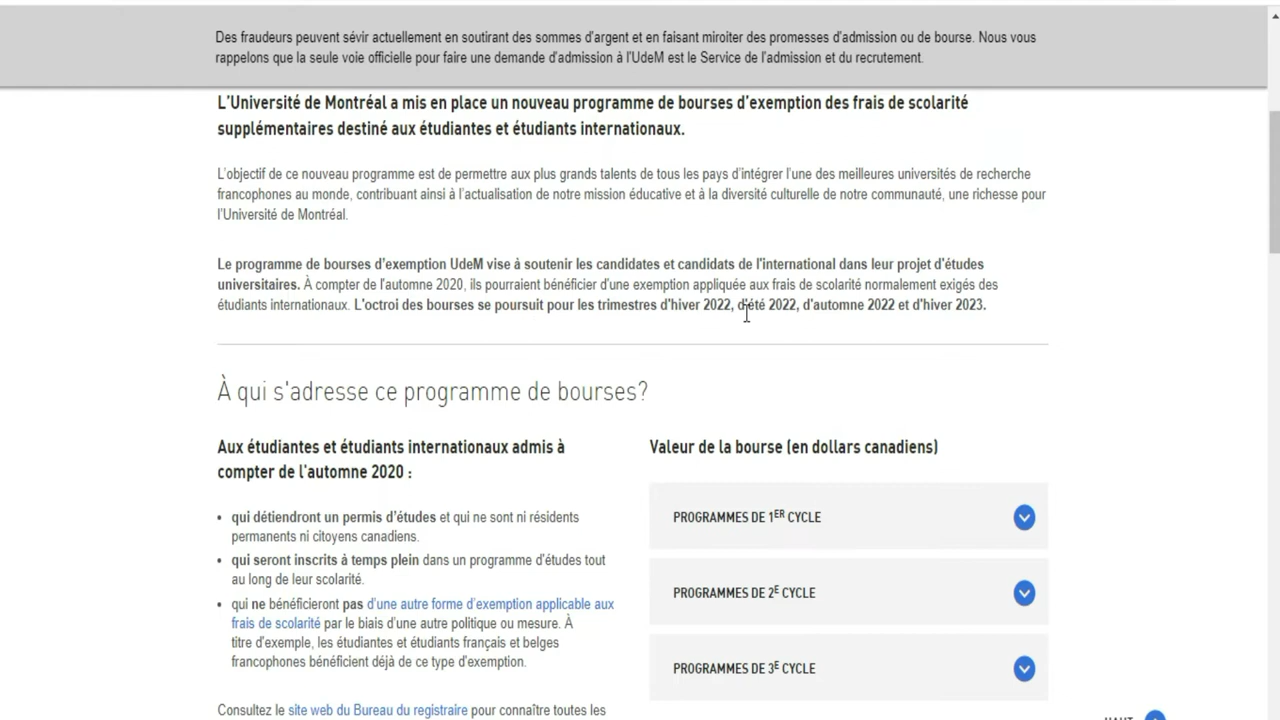 Des fraudeurs peuvent sévir actuellement en soutirant des sommes d'argent et en faisant miroiter des promesses d'admission ou de bourse. Nous vous
rappelons que la seule voie officielle pour faire une demande d'admission à l'UdeM est le Service de l'admission et du recrutement.
L'Université de Montréal a mis en place un nouveau programme de bourses d'exemption des frais de scolarité
supplémentaires destiné aux étudiantes et étudiants internationaux.
L'objectif de ce nouveau programme est de permettre aux plus grands talents de tous les pays d'intégrer l'une des meilleures universités de recherche
francophones au monde, contribuant ainsi à l'actualisation de notre mission éducative et à la diversité culturelle de notre communauté, une richesse pour
l'Université de Montréal.
Le programme de bourses d'exemption UdeM vise à soutenir les candidates et candidats de l'international dans leur projet d'études
universitaires. À compter de l'automne 2020, ils pourraient bénéficier d'une exemption appliquée aux frais de scolarité normalement exigés des
étudiants internationaux. L'octroi des bourses se poursuit pour les trimestres d'hiver 2022, d'été 2022, d'automne 2022 et d'hiver 2023.
À qui s'adresse ce programme de bourses?
Aux étudiantes et étudiants internationaux admis à
compter de l'automne 2020 :
• qui détiendront un permis d'études et qui ne sont ni résidents
permanents ni citoyens canadiens.
• qui seront inscrits à temps plein dans un programme d'études tout
au long de leur scolarité.
• qui ne bénéficieront pas d'une autre forme d'exemption applicable aux
frais de scolarité par le biais d'une autre politique ou mesure. À
titre d'exemple, les étudiantes et étudiants français et belges
francophones bénéficient déjà de ce type d'exemption.
Consultez le site web du Bureau du registraire pour connaître toutes les
Valeur de la bourse (en dollars canadiens)
PROGRAMMES DE 1ER CYCLE
PROGRAMMES DE 2E CYCLE
PROGRAMMES DE 3E CYCLE
HAUT